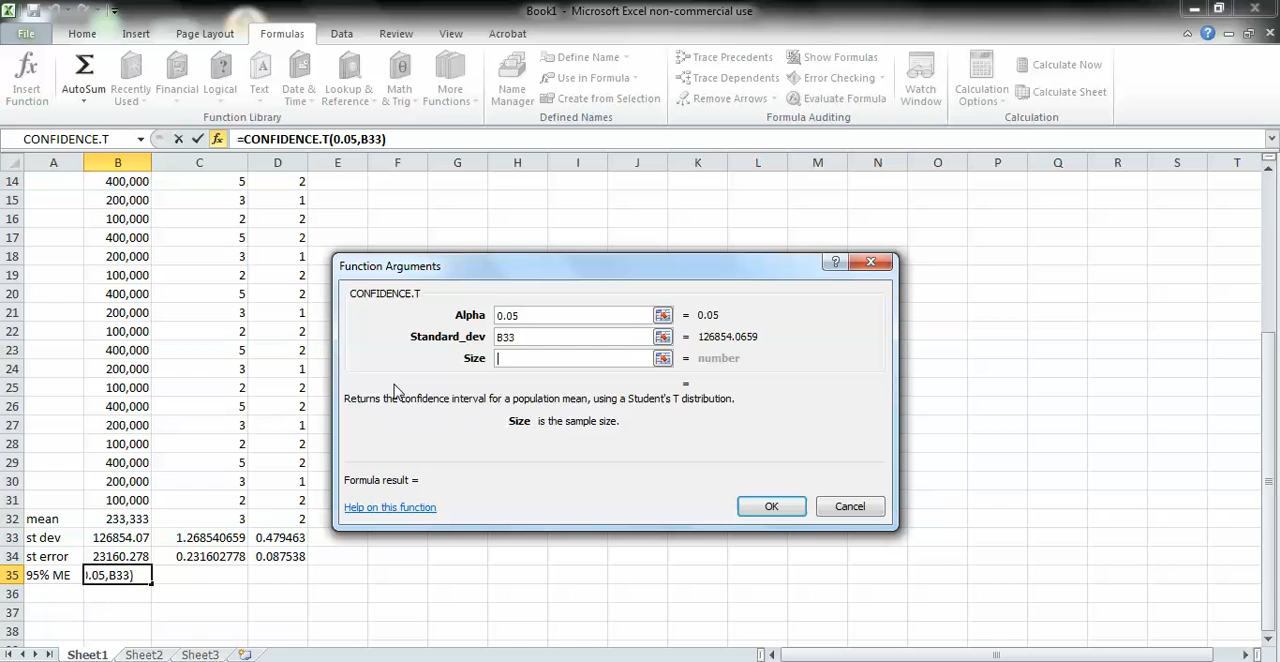 Book1 - Microsoft Excel non-commercial use
File Home Insert Page Layout Formulas Data Review View Acrobat
Insert Function
AutoSum
Recently Used
Financial
Logical
Text
Date & Time
Lookup & Reference
Math & Trig
More Functions
Function Library
Name Manager
Define Name
Use in Formula
Create from Selection
Defined Names
Trace Precedents
Trace Dependents
Remove Arrows
Show Formulas
Error Checking
Evaluate Formula
Formula Auditing
Watch Window
Calculation Options
Calculate Now
Calculate Sheet
Calculation
CONFIDENCE.T fx =CONFIDENCE.T(0.05,B33)
A B C D E F G H I J K L M N O P Q R S T
14 400,000 5 2
15 200,000 3 1
16 100,000 2 2
17 400,000 5 2
18 200,000 3 1
19 100,000 2 2
20 400,000 5 2
21 200,000 3 1
22 100,000 2 2
23 400,000 5 2
24 200,000 3 1
25 100,000 2 2
26 400,000 5 2
27 200,000 3 1
28 100,000 2 2
29 400,000 5 2
30 200,000 3 1
31 100,000 2 2
32 mean 233,333 3 2
33 st dev 126854.07 1.268540659 0.479463
34 st error 23160.278 0.231602778 0.087538
35 95% ME 0.05,B33)
36
37
38
Function Arguments
CONFIDENCE.T
Alpha 0.05 = 0.05
Standard_dev B33 = 126854.0659
Size = number
=
Returns the confidence interval for a population mean, using a Student's T distribution.
Size is the sample size.
Formula result =
Help on this function
OK Cancel
Sheet1 Sheet2 Sheet3